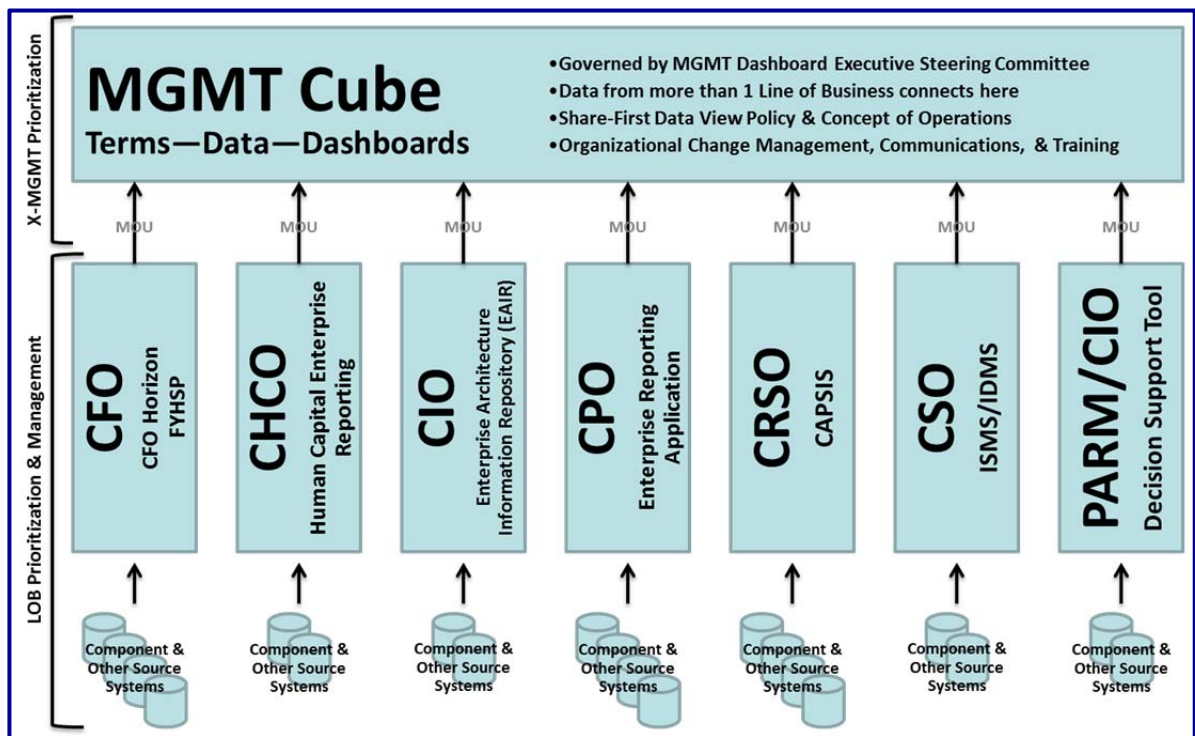 X-MGMT Prioritization
MGMT Cube
Terms—Data—Dashboards
•Governed by MGMT Dashboard Executive Steering Committee
•Data from more than 1 Line of Business connects here
•Share-First Data View Policy & Concept of Operations
•Organizational Change Management, Communications, & Training
MOU
MOU
MOU
MOU
MOU
MOU
MOU
LOB Prioritization & Management
CFO
CFO Horizon
FYHSP
CHCO
Human Capital Enterprise
Reporting
CIO
Enterprise Architecture
Information Repository (EAIR)
CPO
Enterprise Reporting
Application
CRSO
CAPSIS
CSO
ISMS/IDMS
PARM/CIO
Decision Support Tool
Component &
Other Source
Systems
Component &
Other Source
Systems
Component &
Other Source
Systems
Component &
Other Source
Systems
Component &
Other Source
Systems
Component &
Other Source
Systems
Component &
Other Source
Systems